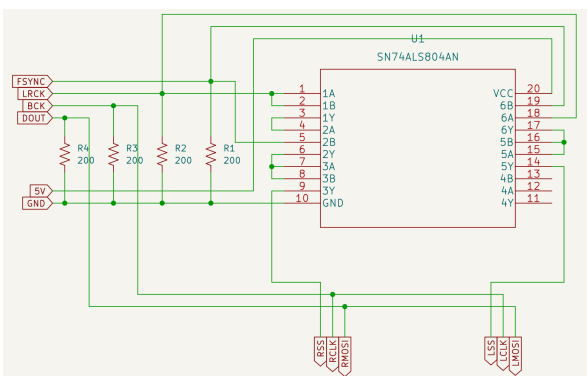 U1
SN74ALS804AN
FSYNC
LRCK
BCK
DOUT
5V
GND
R4
200
R3
200
R2
200
R1
200
1 1A
2 1B
3 1Y
4 2A
5 2B
6 2Y
7 3A
8 3B
9 3Y
10 GND
VCC 20
6B 19
6A 18
6Y 17
5B 16
5A 15
5Y 14
4B 13
4A 12
4Y 11
RSS
RCLK
RMOSI
LSS
LCLK
LMOSI